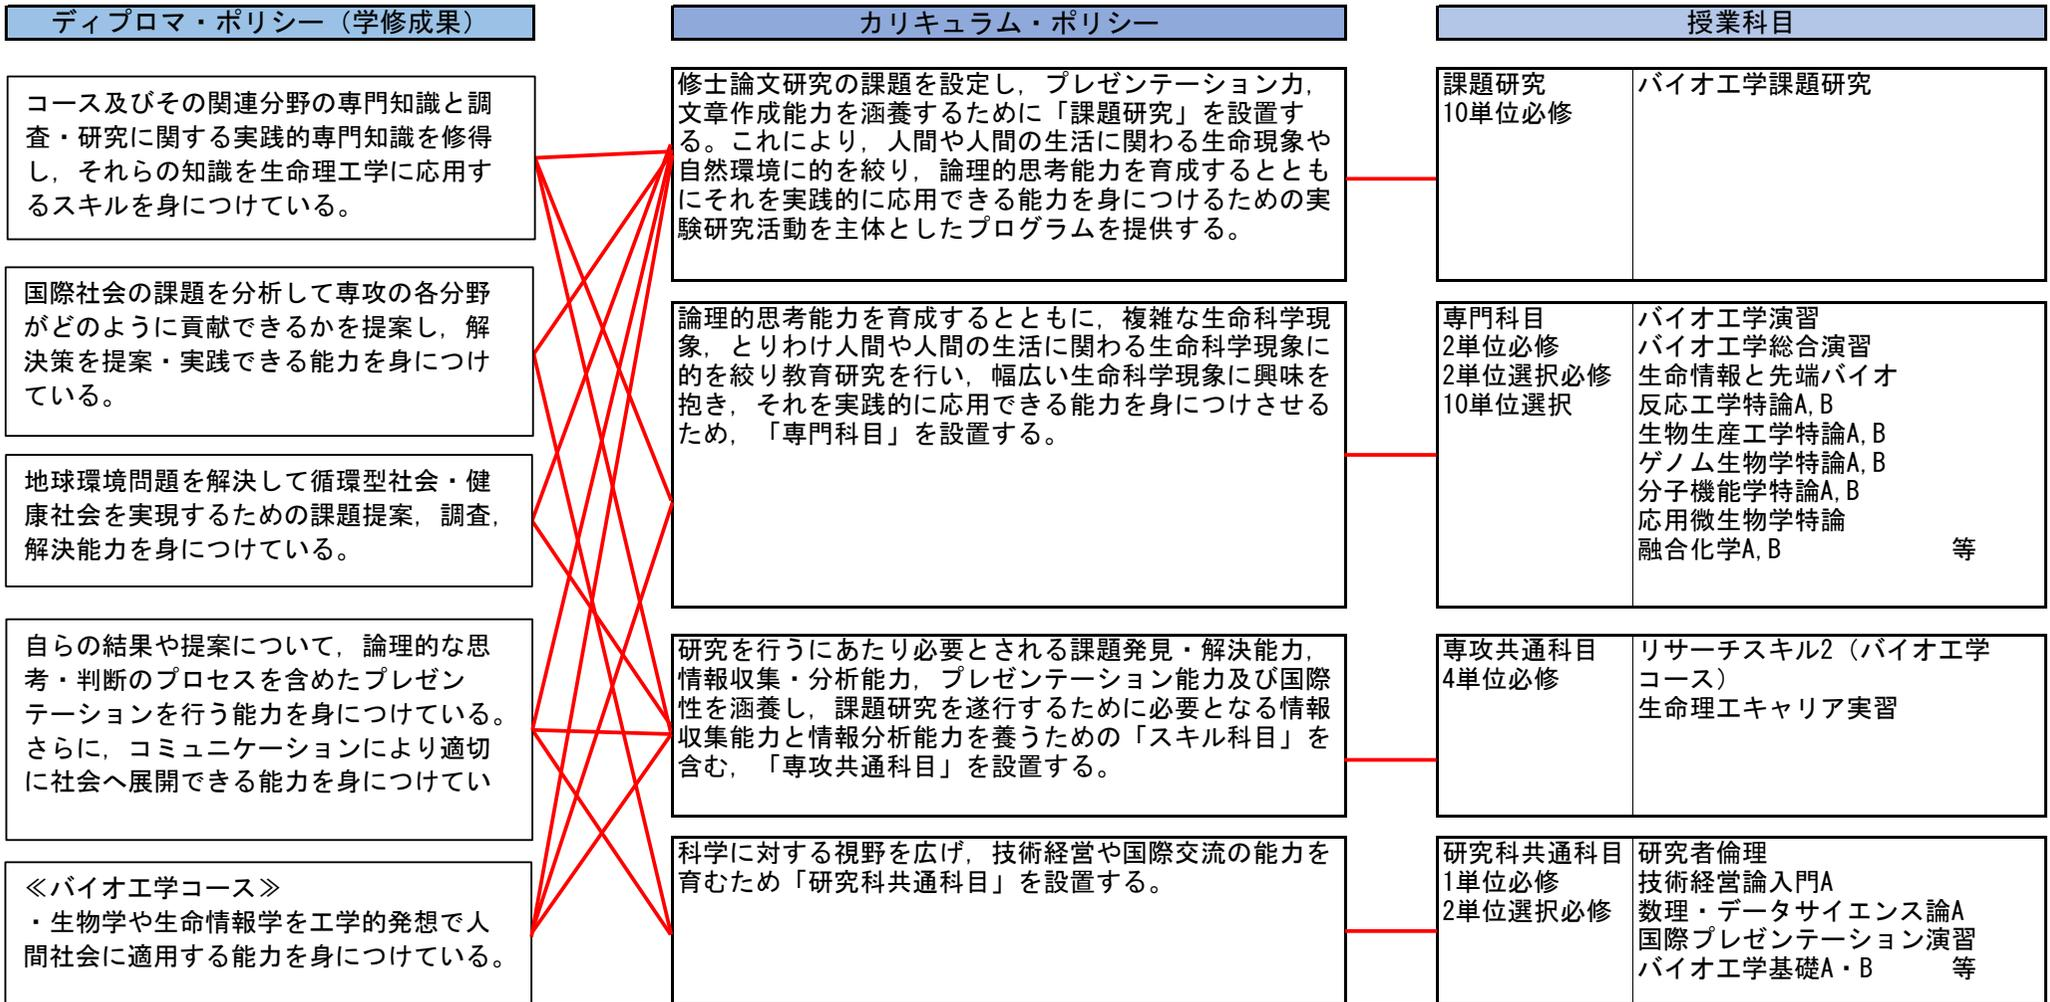 ディプロマ・ポリシー（学修成果）
コース及びその関連分野の専門知識と調
査・研究に関する実践的専門知識を修得
し，それらの知識を生命理工学に応用す
るスキルを身につけている。
国際社会の課題を分析して専攻の各分野
がどのように貢献できるかを提案し，解
決策を提案・実践できる能力を身につけ
ている。
地球環境問題を解決して循環型社会・健
康社会を実現するための課題提案，調査，
解決能力を身につけている。
自らの結果や提案について，論理的な思
考・判断のプロセスを含めたプレゼン
テーションを行う能力を身につけている。
さらに，コミュニケーションにより適切
に社会へ展開できる能力を身につけてい
≪バイオ工学コース≫
・生物学や生命情報学を工学的発想で人
間社会に適用する能力を身につけている。
カリキュラム・ポリシー
修士論文研究の課題を設定し，プレゼンテーション力，
文章作成能力を涵養するために「課題研究」を設置す
る。これにより，人間や人間の生活に関わる生命現象や
自然環境に的を絞り，論理的思考能力を育成するととも
にそれを実践的に応用できる能力を身につけるための実
験研究活動を主体としたプログラムを提供する。
論理的思考能力を育成するとともに，複雑な生命科学現
象，とりわけ人間や人間の生活に関わる生命科学現象に
的を絞り教育研究を行い，幅広い生命科学現象に興味を
抱き，それを実践的に応用できる能力を身につけさせる
ため，「専門科目」を設置する。
研究を行うにあたり必要とされる課題発見・解決能力，
情報収集・分析能力，プレゼンテーション能力及び国際
性を涵養し，課題研究を遂行するために必要となる情報
収集能力と情報分析能力を養うための「スキル科目」を
含む，「専攻共通科目」を設置する。
科学に対する視野を広げ，技術経営や国際交流の能力を
育むため「研究科共通科目」を設置する。
授業科目
課題研究
10単位必修
バイオ工学課題研究
専門科目
2単位必修
2単位選択必修
10単位選択
バイオ工学演習
バイオ工学総合演習
生命情報と先端バイオ
反応工学特論A,B
生物生産工学特論A,B
ゲノム生物学特論A,B
分子機能学特論A,B
応用微生物学特論
融合化学A,B 等
専攻共通科目
4単位必修
リサーチスキル2（バイオ工学
コース）
生命理工キャリア実習
研究科共通科目
1単位必修
2単位選択必修
研究者倫理
技術経営論入門A
数理・データサイエンス論A
国際プレゼンテーション演習
バイオ工学基礎A・B 等